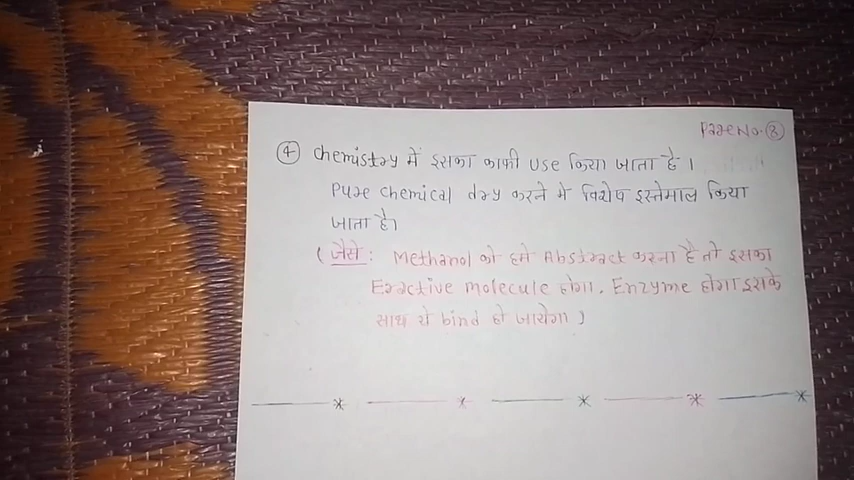 Page No. 8
④ Chemistry में इसका काफी use किया जाता है।
Pure chemical dry करने मे विशेष इस्तेमाल किया
जाता है।
(जैसे: Methanol को हमे Abstract करना है तो इसका
Exactive molecule होगा. Enzyme होगा इसके
साथ ये bind हो जायेगा)